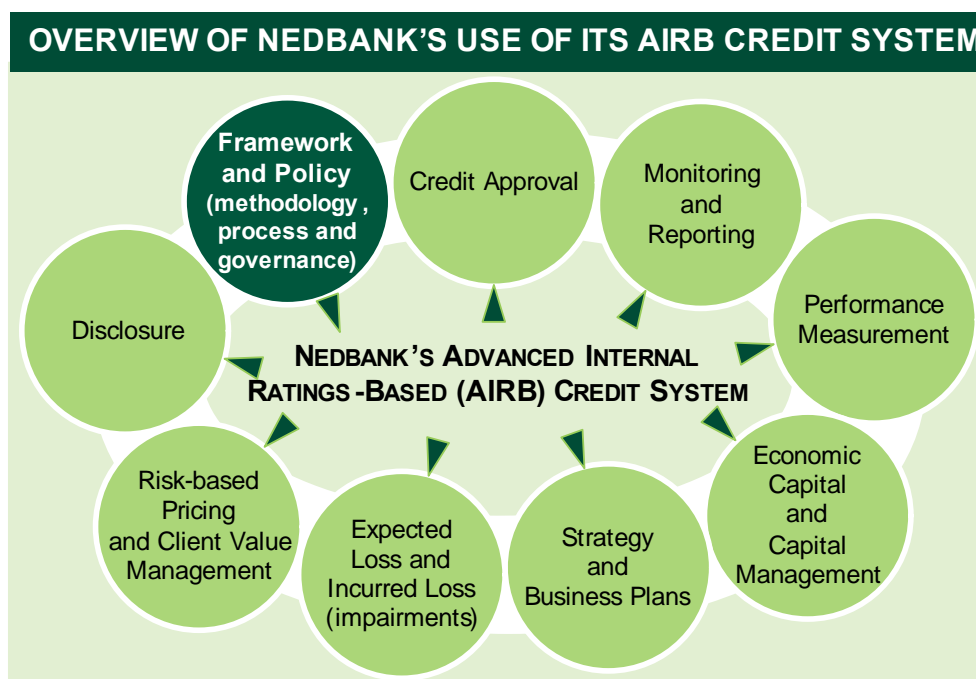 OVERVIEW OF NEDBANK'S USE OF ITS AIRB CREDIT SYSTEM
Framework
and Policy
(methodology ,
process and
governance)
Credit Approval
Monitoring
and
Reporting
Disclosure
Performance
Measurement
NEDBANK'S ADVANCED INTERNAL
RATINGS-BASED (AIRB) CREDIT SYSTEM
Risk-based
Pricing
and Client Value
Management
Expected
Loss and
Incurred Loss
(impairments)
Strategy
and
Business Plans
Economic
Capital
and
Capital
Management